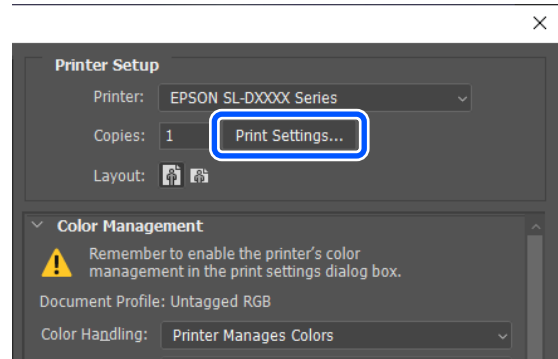 Printer Setup
Printer: EPSON SL-DXXXX Series
Copies: 1 Print Settings...
Layout:
Color Management
Remember to enable the printer's color
management in the print settings dialog box.
Document Profile: Untagged RGB
Color Handling: Printer Manages Colors